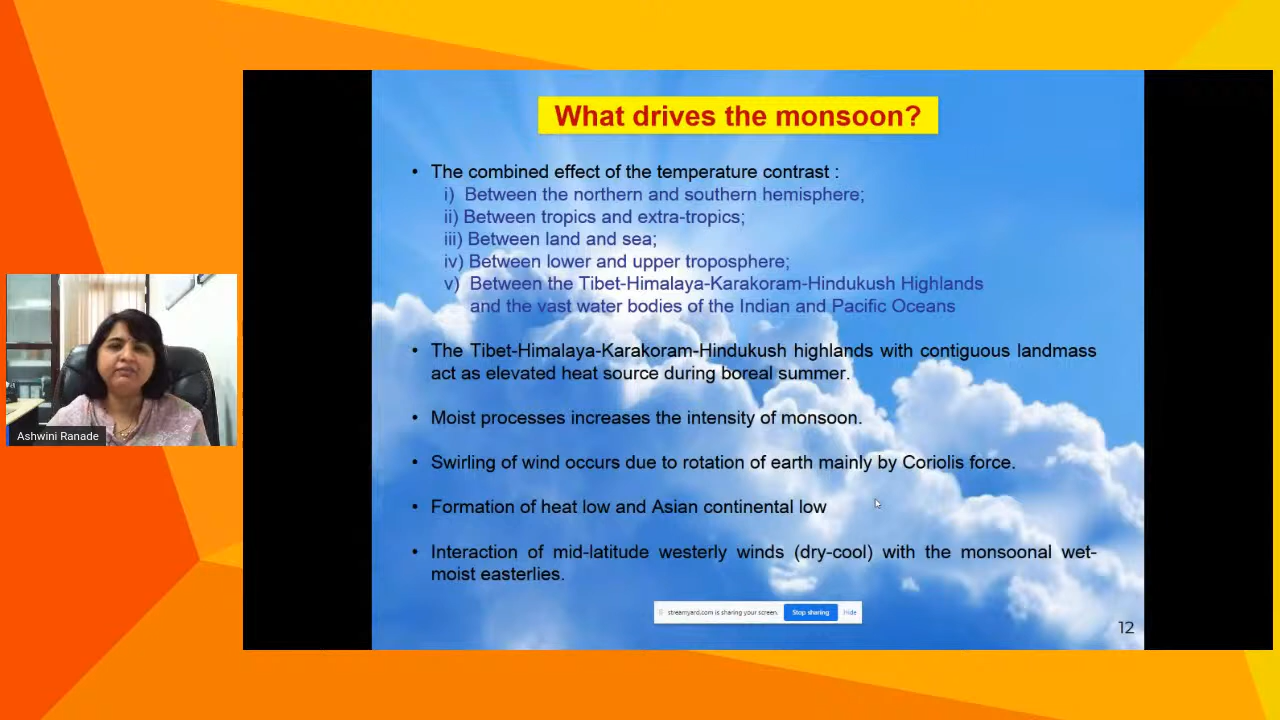 What drives the monsoon?
• The combined effect of the temperature contrast :
i) Between the northern and southern hemisphere;
ii) Between tropics and extra-tropics;
iii) Between land and sea;
iv) Between lower and upper troposphere;
v) Between the Tibet-Himalaya-Karakoram-Hindukush Highlands
and the vast water bodies of the Indian and Pacific Oceans
• The Tibet-Himalaya-Karakoram-Hindukush highlands with contiguous landmass
act as elevated heat source during boreal summer.
• Moist processes increases the intensity of monsoon.
• Swirling of wind occurs due to rotation of earth mainly by Coriolis force.
• Formation of heat low and Asian continental low
• Interaction of mid-latitude westerly winds (dry-cool) with the monsoonal wet-
moist easterlies.
streamyard.com is sharing your screen. Stop sharing Hide
12
Ashwini Ranade